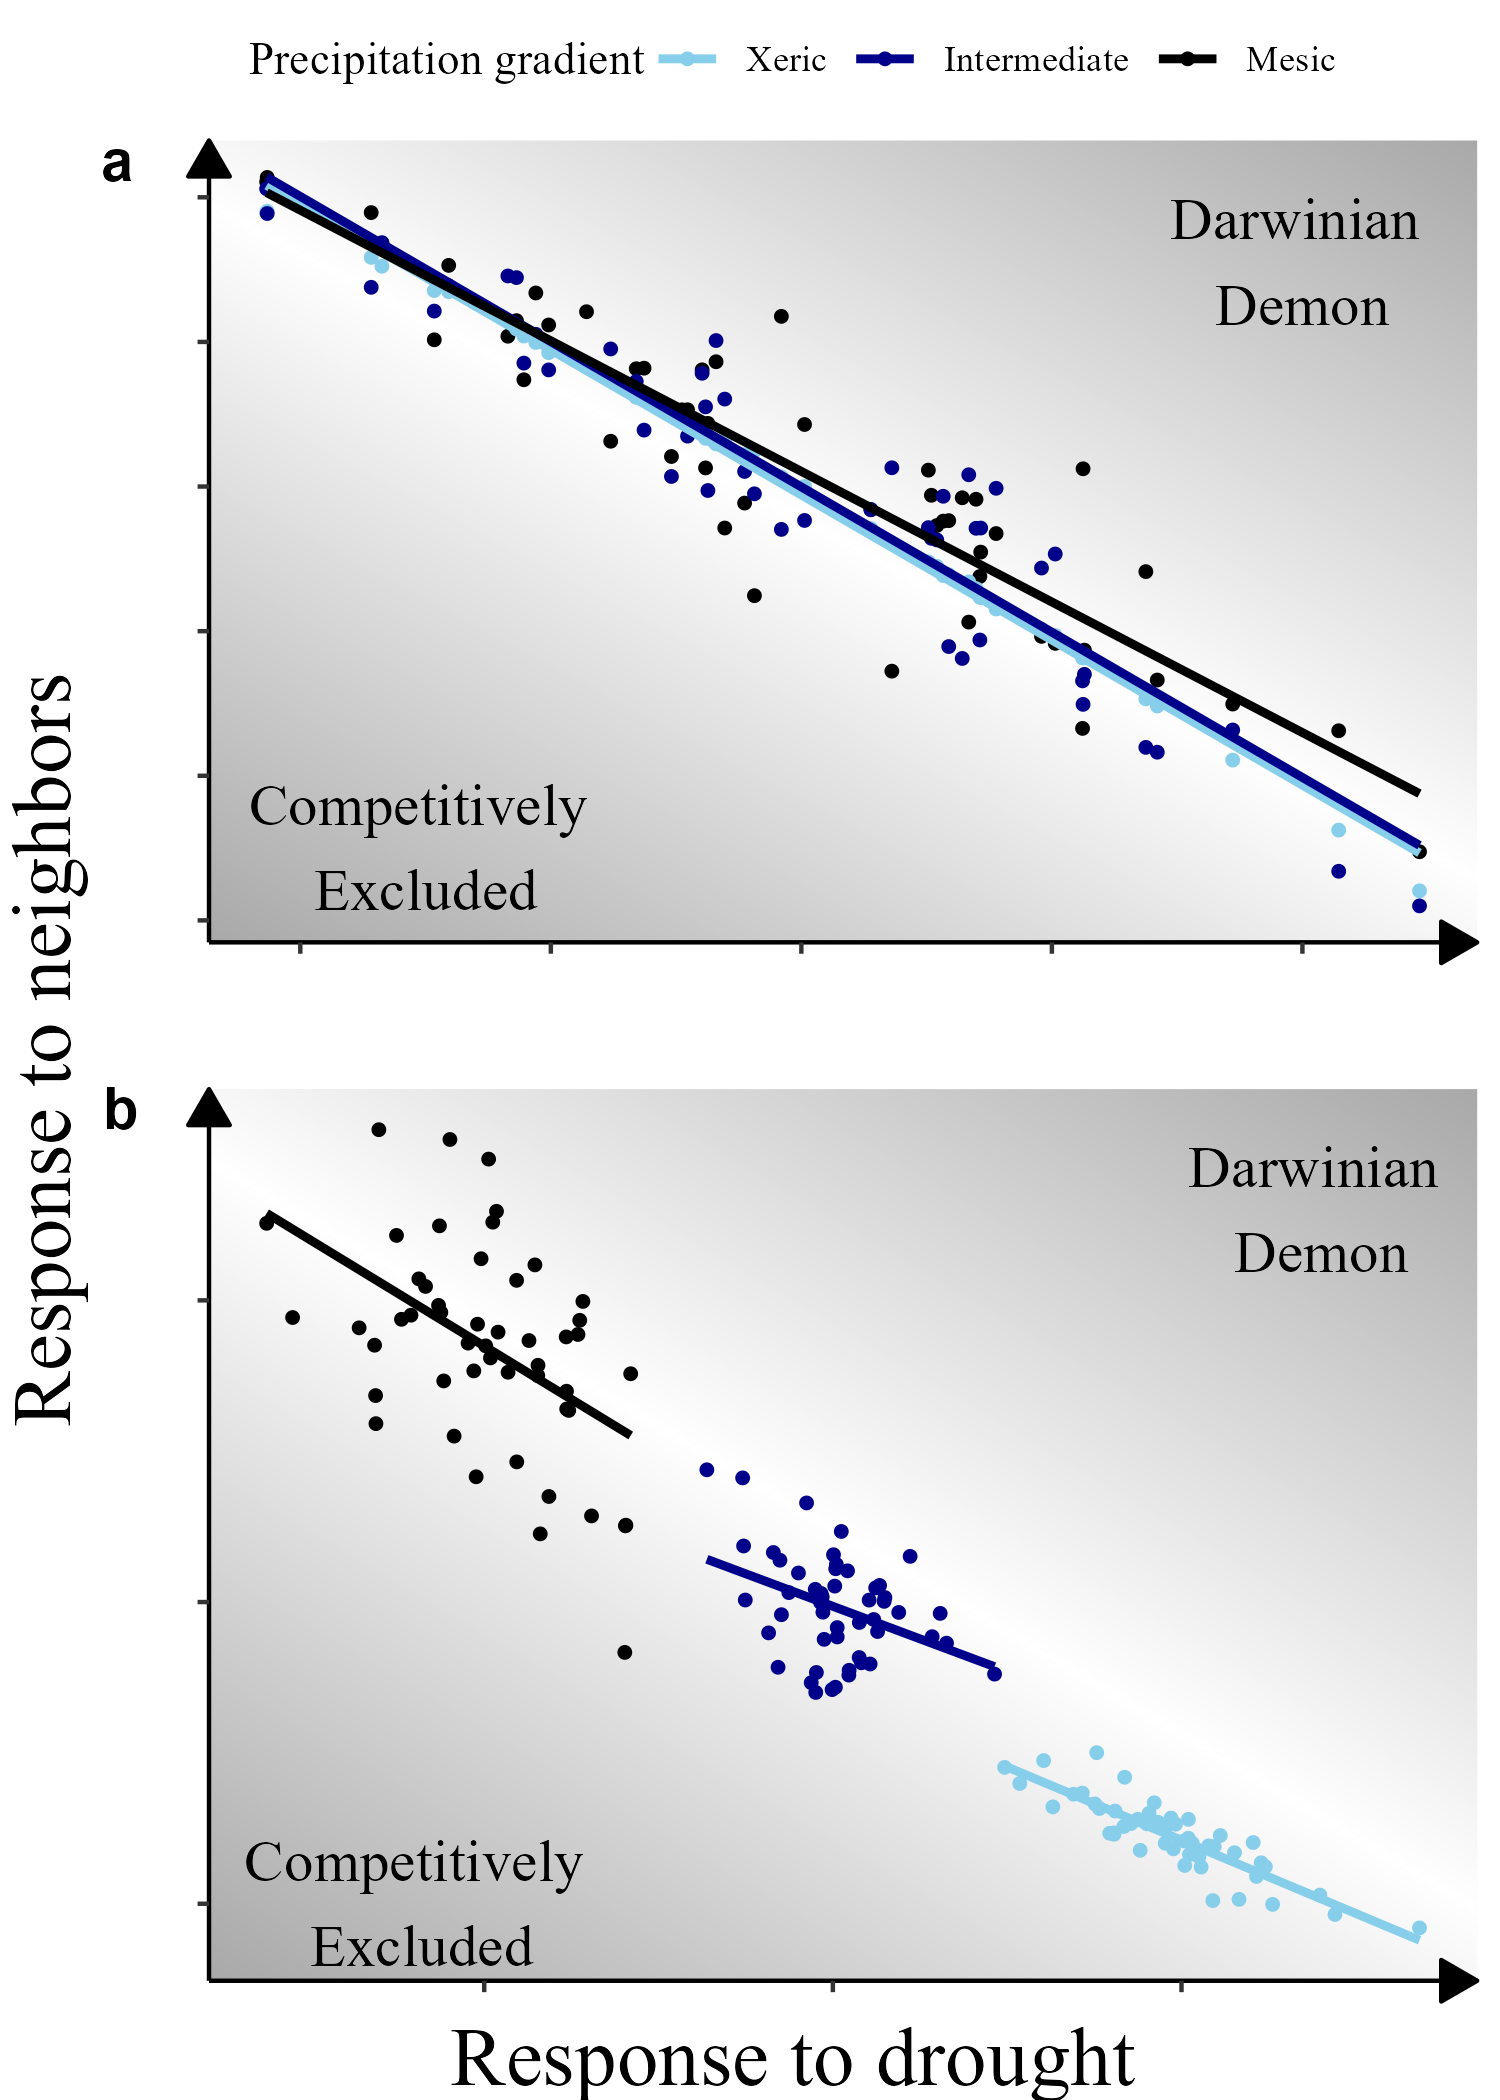 Precipitation gradient Xeric Intermediate Mesic
a
Darwinian
Demon
Competitively
Excluded
Response to neighbors
b
Darwinian
Demon
Competitively
Excluded
Response to drought